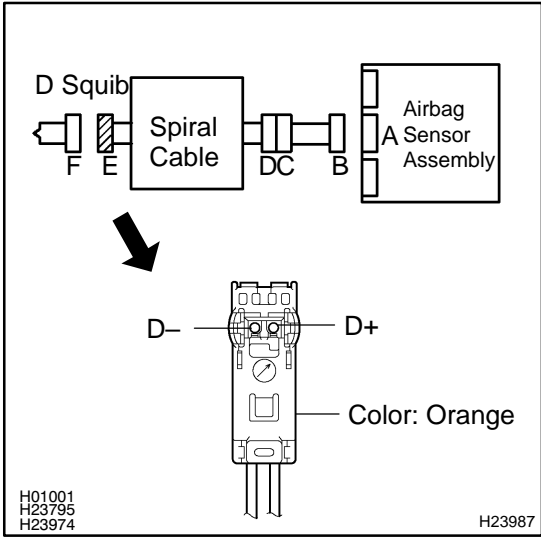 D Squib
Spiral
Cable
Airbag
Sensor
Assembly
A
F
E
DC
B
D–
D+
Color: Orange
H01001
H23795
H23974
H23987